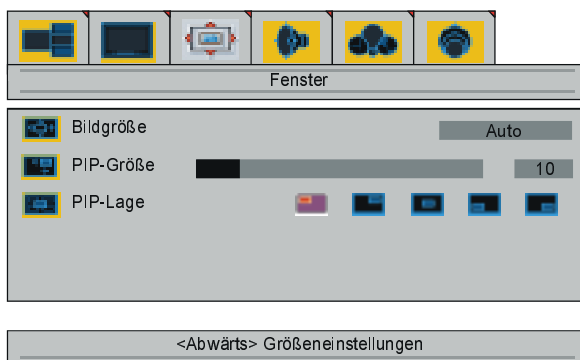 Fenster
Bildgröße Auto
PIP-Größe 10
PIP-Lage
<Abwärts> Größeneinstellungen